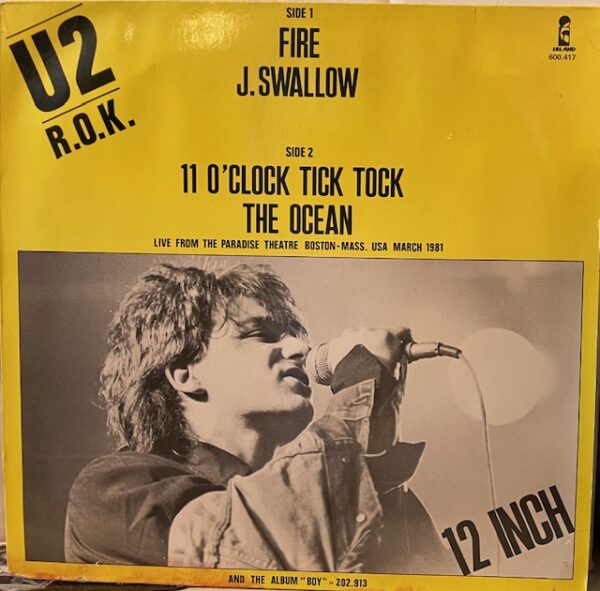 U2
R.O.K.
SIDE 1
FIRE
J. SWALLOW
ISLAND
600.417
SIDE 2
11 O'CLOCK TICK TOCK
THE OCEAN
LIVE FROM THE PARADISE THEATRE BOSTON-MASS. USA MARCH 1981
12 INCH
AND THE ALBUM "BOY" - 202.913